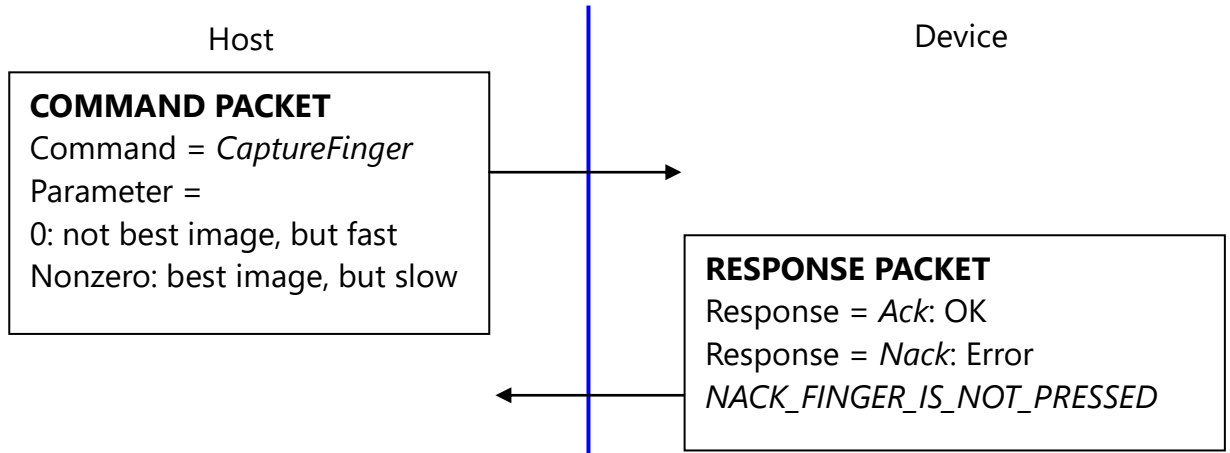 Host
Device
COMMAND PACKET
Command = CaptureFinger
Parameter =
0: not best image, but fast
Nonzero: best image, but slow
RESPONSE PACKET
Response = Ack: OK
Response = Nack: Error
NACK_FINGER_IS_NOT_PRESSED